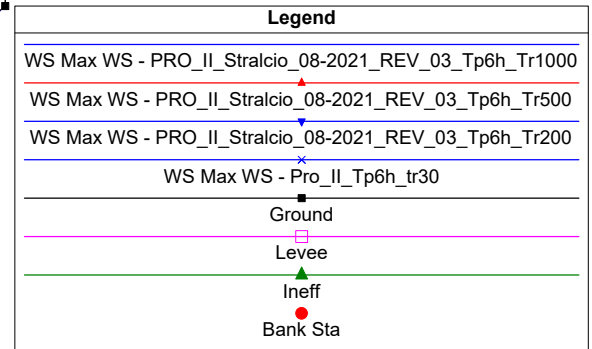 Legend
WS Max WS - PRO_II_Stralcio_08-2021_REV_03_Tp6h_Tr1000
WS Max WS - PRO_II_Stralcio_08-2021_REV_03_Tp6h_Tr500
WS Max WS - PRO_II_Stralcio_08-2021_REV_03_Tp6h_Tr200
WS Max WS - Pro_II_Tp6h_tr30
Ground
Levee
Ineff
Bank Sta